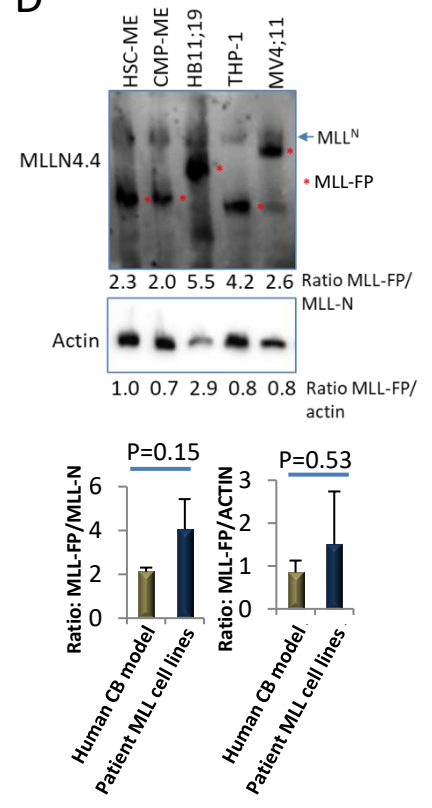 D
HSC-ME
CMP-ME
HB11;19
THP-1
MV4;11
MLLN4.4
MLLᴺ
* MLL-FP
2.3 2.0 5.5 4.2 2.6 Ratio MLL-FP/
MLL-N
Actin
1.0 0.7 2.9 0.8 0.8 Ratio MLL-FP/
actin
P=0.15
Ratio: MLL-FP/MLL-N
6
4
2
0
Human CB model
Patient MLL cell lines
P=0.53
Ratio: MLL-FP/ACTIN
3
2
1
0
Human CB model
Patient MLL cell lines